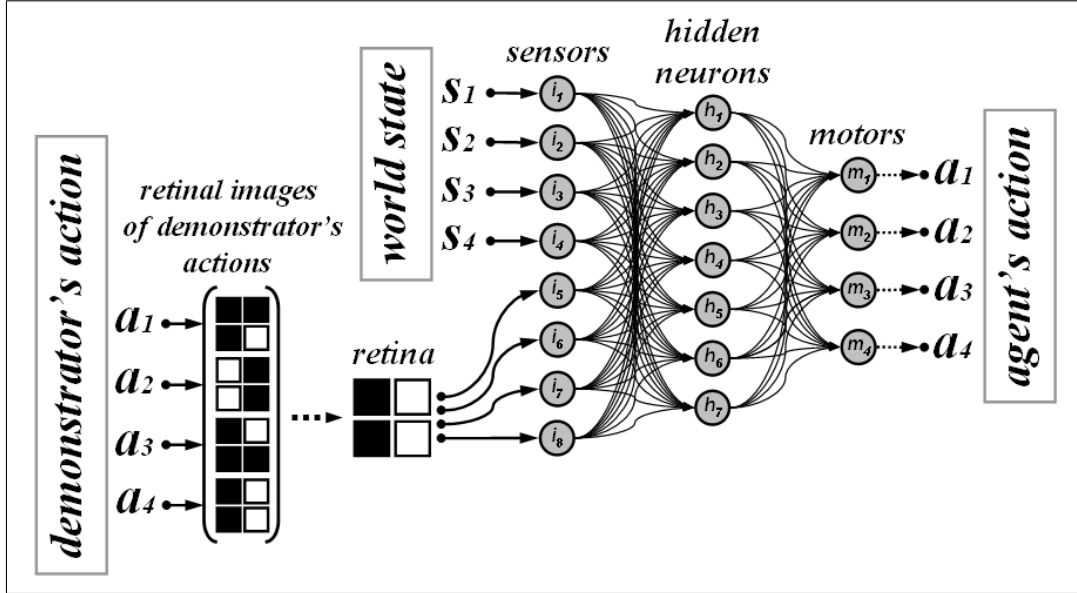 demonstrator's action
retinal images
of demonstrator's
actions
a1
a2
a3
a4
retina
world state
s1
s2
s3
s4
sensors
i1
i2
i3
i4
i5
i6
i7
i8
hidden
neurons
h1
h2
h3
h4
h5
h6
h7
motors
m1
m2
m3
m4
a1
a2
a3
a4
agent's action